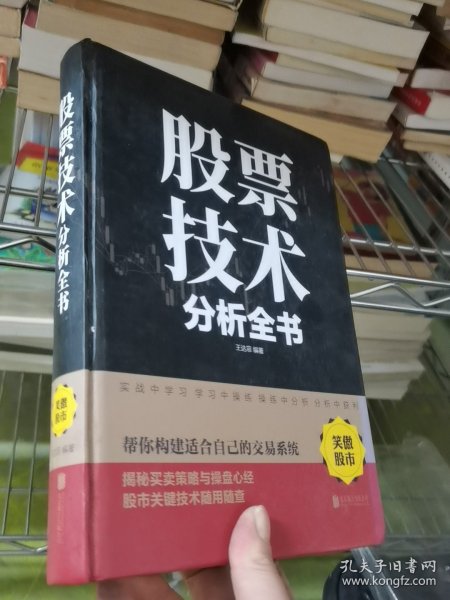 股票
技术
分析全书
王达菲 编著
实战中学习 学习中操练 操练中分析 分析中获利
帮你构建适合自己的交易系统
揭秘买卖策略与操盘心经
股市关键技术随用随查
笑傲
股市
股票技术分析全书
笑傲
股市
编著
孔夫子旧书网
www.kongfz.com